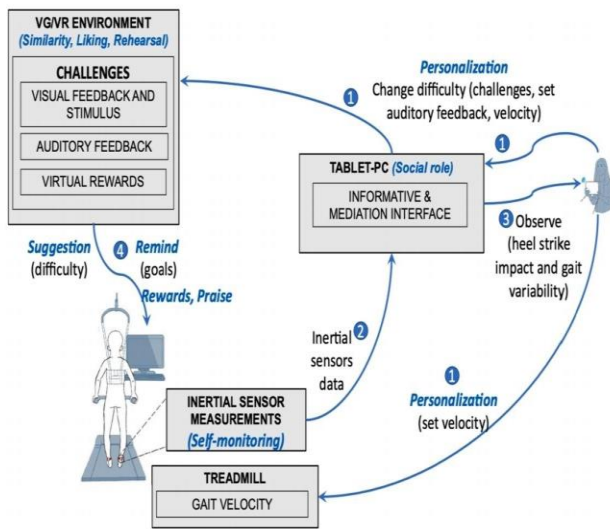 VG/VR ENVIRONMENT
(Similarity, Liking, Rehearsal)
CHALLENGES
VISUAL FEEDBACK AND
STIMULUS
AUDITORY FEEDBACK
VIRTUAL REWARDS
1
Personalization
Change difficulty (challenges, set
auditory feedback, velocity)
1
TABLET-PC (Social role)
INFORMATIVE &
MEDIATION INTERFACE
3 Observe
(heel strike
impact and gait
variability)
Suggestion 4 Remind
(difficulty) (goals)
Rewards, Praise
Inertial 2
sensors
data
1
Personalization
(set velocity)
INERTIAL SENSOR
MEASUREMENTS
(Self-monitoring)
TREADMILL
GAIT VELOCITY